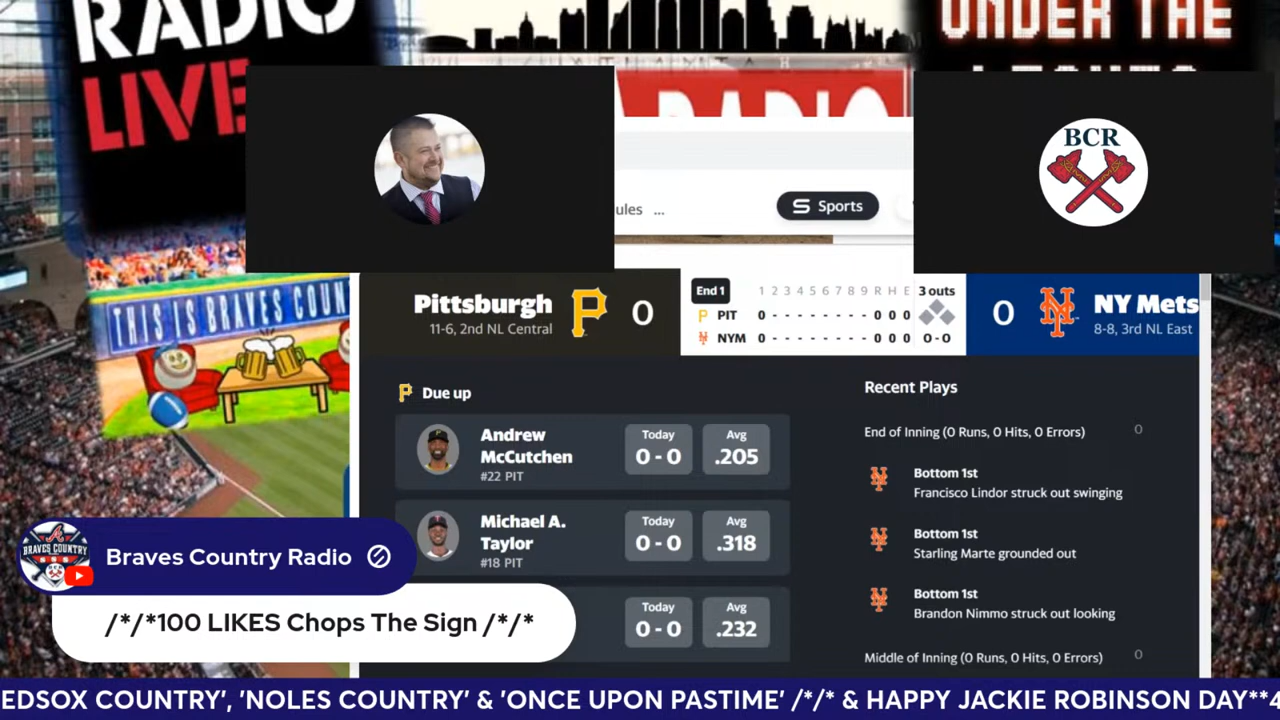 RADIO
LIVE
UNDER THE
RADIO
BCR
ules ...
Sports
THIS IS BRAVES COUN
Pittsburgh
11-6, 2nd NL Central
P
0
End 1
1 2 3 4 5 6 7 8 9 R H E
P PIT 0 - - - - - - - - 0 0 0
NYM 0 - - - - - - - - 0 0 0
3 outs
0 - 0
0
NY Mets
8-8, 3rd NL East
P Due up
Andrew
McCutchen
#22 PIT
Today
0 - 0
Avg
.205
Michael A.
Taylor
#18 PIT
Today
0 - 0
Avg
.318
Today
0 - 0
Avg
.232
Recent Plays
End of Inning (0 Runs, 0 Hits, 0 Errors) 0
Bottom 1st
Francisco Lindor struck out swinging
Bottom 1st
Starling Marte grounded out
Bottom 1st
Brandon Nimmo struck out looking
Middle of Inning (0 Runs, 0 Hits, 0 Errors) 0
BRAVES COUNTRY
Braves Country Radio
/*/*100 LIKES Chops The Sign /*/*
EDSOX COUNTRY', 'NOLES COUNTRY' & 'ONCE UPON PASTIME' /*/* & HAPPY JACKIE ROBINSON DAY**